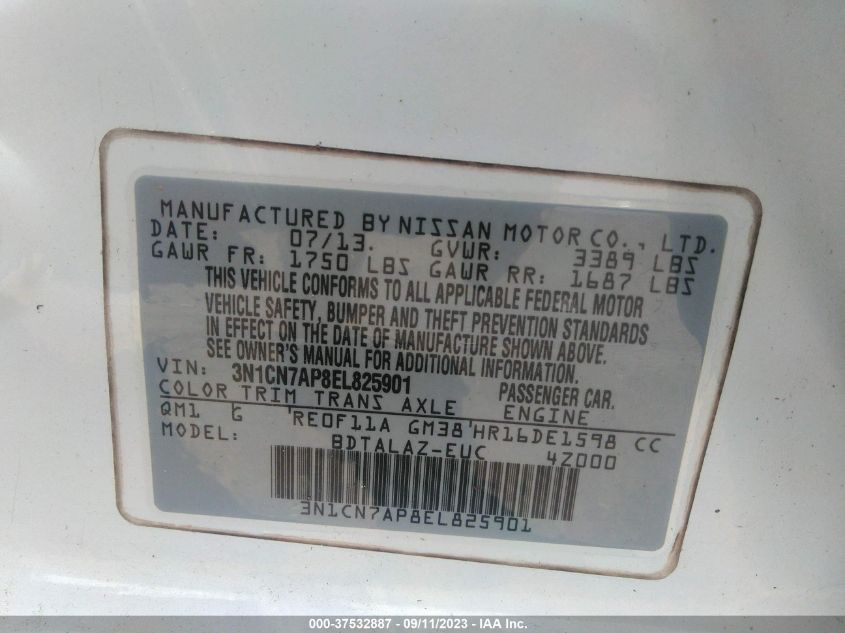 MANUFACTURED BY NISSAN MOTOR CO., LTD.
DATE: 07/13. GVWR: 3389 LBS
GAWR FR: 1750 LBS GAWR RR: 1687 LBS
THIS VEHICLE CONFORMS TO ALL APPLICABLE FEDERAL MOTOR
VEHICLE SAFETY, BUMPER AND THEFT PREVENTION STANDARDS
IN EFFECT ON THE DATE OF MANUFACTURE SHOWN ABOVE.
SEE OWNER'S MANUAL FOR ADDITIONAL INFORMATION.
VIN: 3N1CN7AP8EL825901 PASSENGER CAR.
COLOR TRIM TRANS AXLE ENGINE
QM1 G RE0F11A GM38 HR16DE1598 CC
MODEL: BDTALAZ-EUC 4Z000
3N1CN7AP8EL825901
000-37532887 - 09/11/2023 - IAAI.com